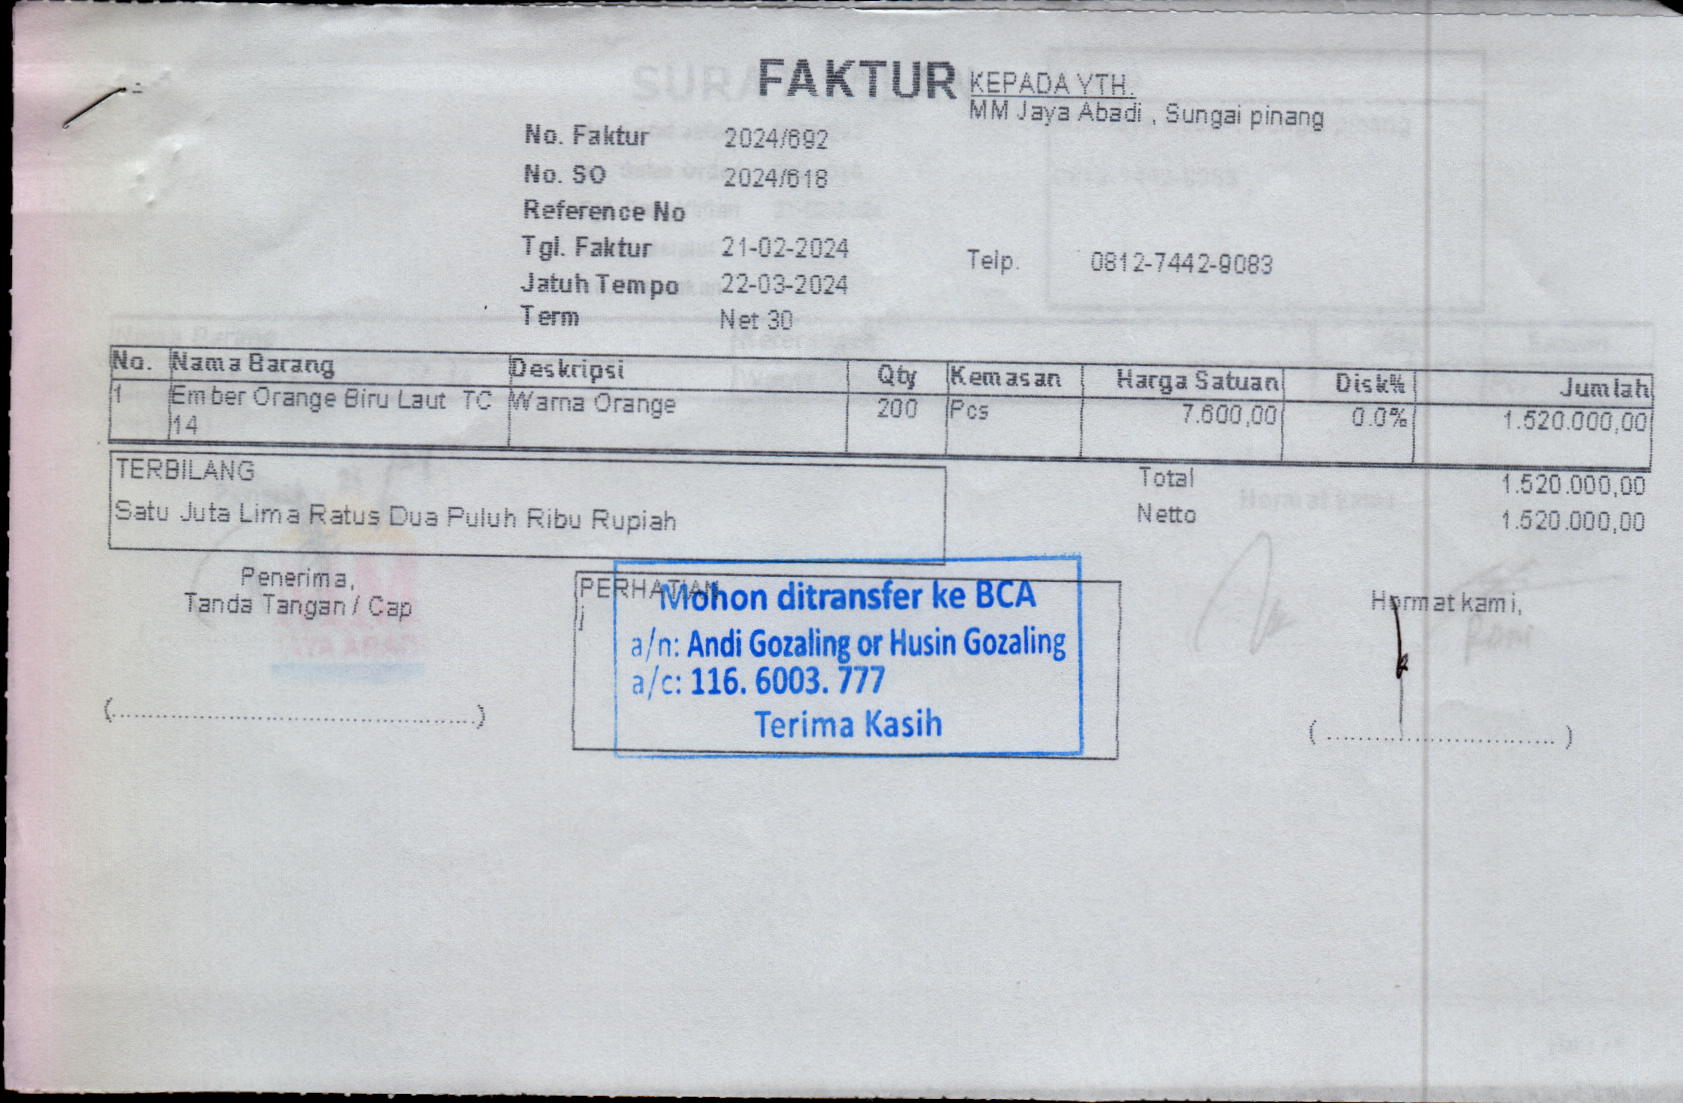 FAKTUR
KEPADA YTH.
MM Jaya Abadi , Sungai pinang
No. Faktur 2024/692
No. SO 2024/618
Reference No
Tgl. Faktur 21-02-2024
Telp. 0812-7442-9083
Jatuh Tempo 22-03-2024
Term Net 30
No. Nama Barang Deskripsi Qty Kemasan Harga Satuan Disk% Jumlah
1 Ember Orange Biru Laut TC Warna Orange 200 Pcs 7.600,00 0.0% 1.520.000,00
14
TERBILANG
Satu Juta Lima Ratus Dua Puluh Ribu Rupiah
Total 1.520.000,00
Netto 1.520.000,00
Penerima,
Tanda Tangan / Cap
(........................................................)
PERHATIAN
Mohon ditransfer ke BCA
a/n: Andi Gozaling or Husin Gozaling
a/c: 116. 6003. 777
Terima Kasih
Hormat kami,
(...................................)